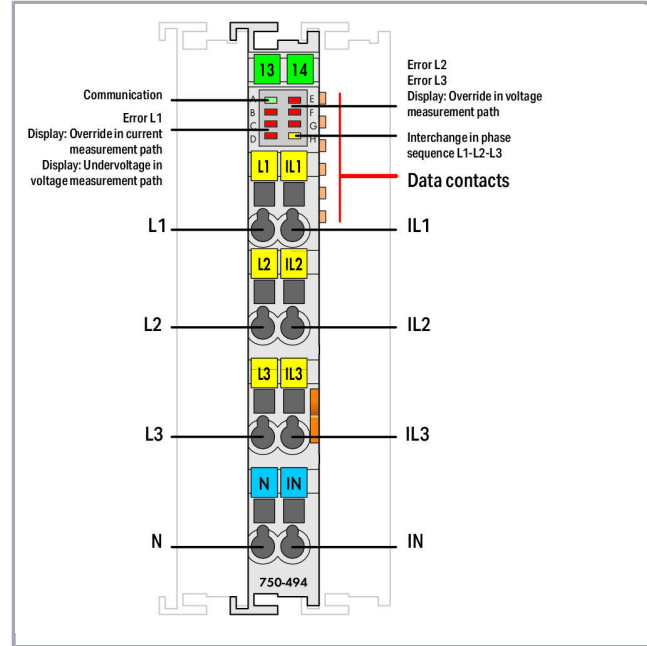 13 14
Communication
Error L1
Display: Override in current
measurement path
Display: Undervoltage in
voltage measurement path
A E
B F
C G
D H
Error L2
Error L3
Display: Override in voltage
measurement path
Interchange in phase
sequence L1-L2-L3
Data contacts
L1 IL1
L1 IL1
L2 IL2
L2 IL2
L3 IL3
L3 IL3
N IN
N IN
750-494